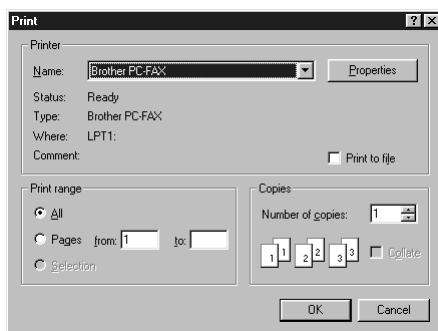 Print
Printer
Name: Brother PC-FAX Properties
Status: Ready
Type: Brother PC-FAX
Where: LPT1:
Comment: Print to file
Print range
All
Pages from: 1 to:
Selection
Copies
Number of copies: 1
1 1 2 2 3 3 Collate
OK Cancel